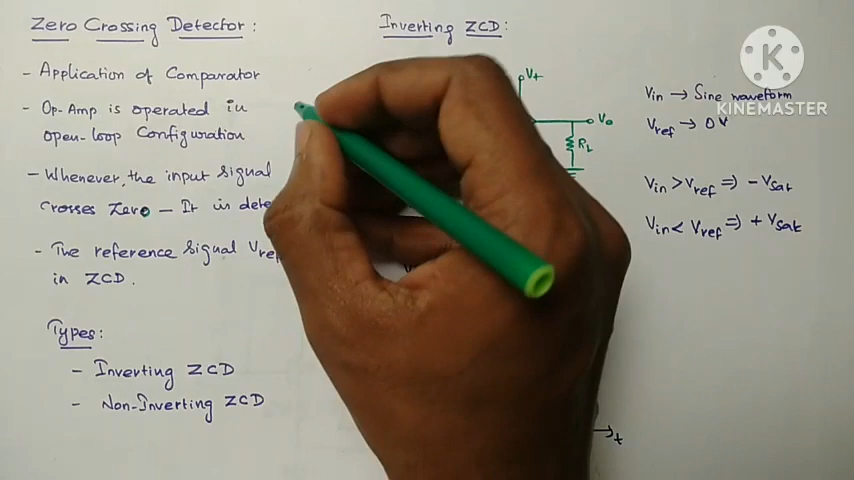 Zero Crossing Detector :
- Application of Comparator
- Op-Amp is operated in
open-loop Configuration
- Whenever, the input signal
Crosses Zero - It is dete
- The reference signal Vref
in ZCD.
Types:
- Inverting ZCD
- Non-Inverting ZCD
Inverting ZCD :
V+
Vo
RL
t
Vin → Sine waveform
Vref → 0V
Vin > Vref ⇒ - Vsat
Vin < Vref ⇒ + Vsat
K
KINEMASTER